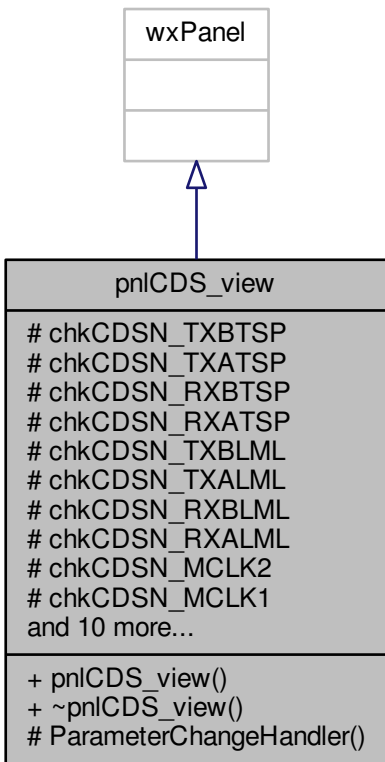 wxPanel
pnlCDS_view
# chkCDSN_TXBTSP
# chkCDSN_TXATSP
# chkCDSN_RXBTSP
# chkCDSN_RXATSP
# chkCDSN_TXBLML
# chkCDSN_TXALML
# chkCDSN_RXBLML
# chkCDSN_RXALML
# chkCDSN_MCLK2
# chkCDSN_MCLK1
and 10 more...
+ pnlCDS_view()
+ ~pnlCDS_view()
# ParameterChangeHandler()